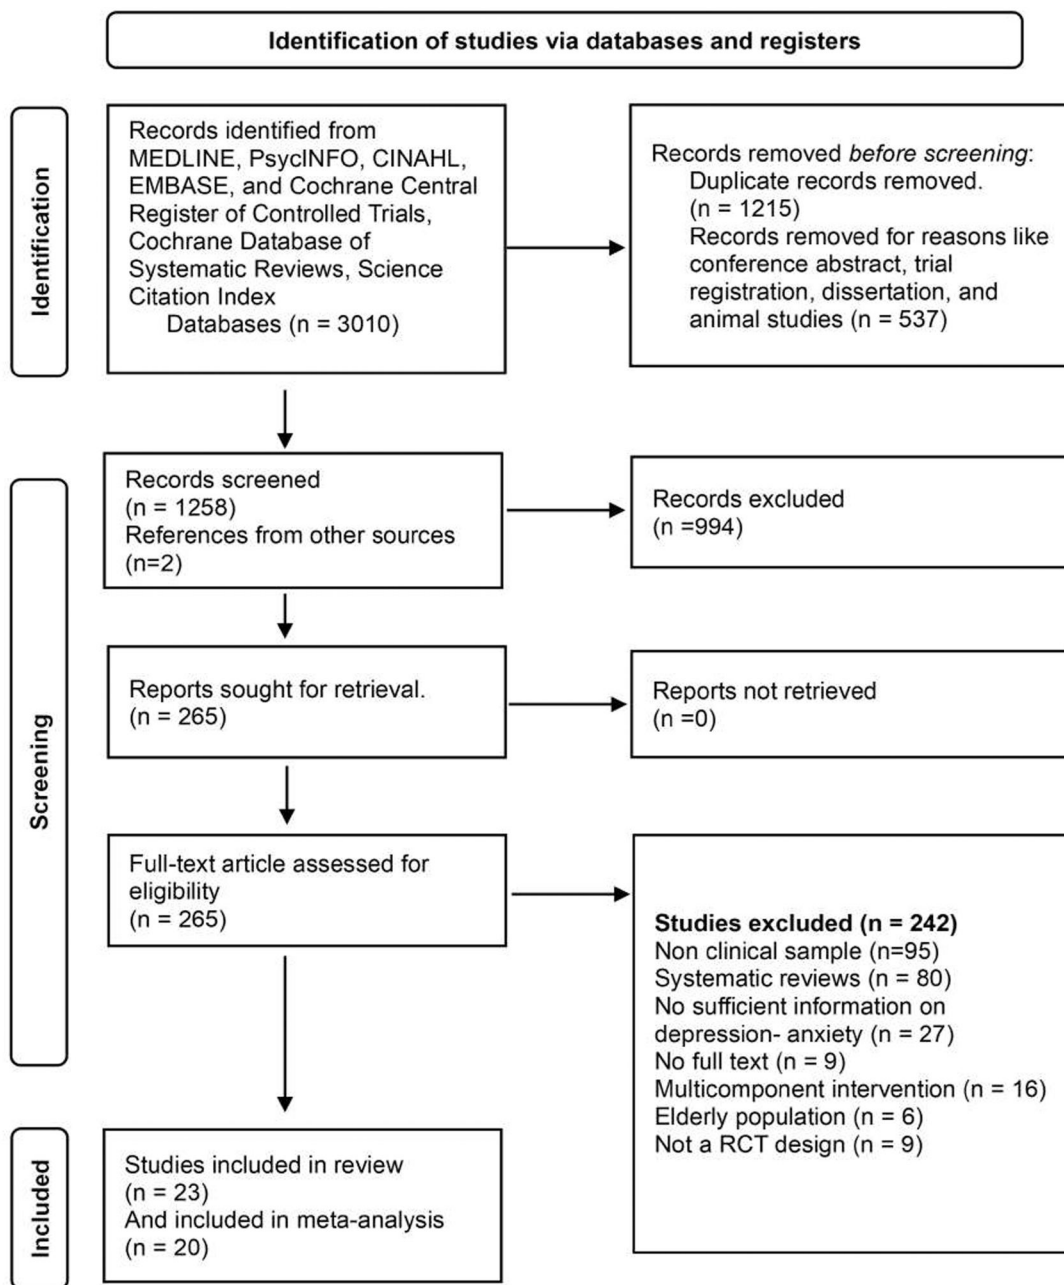 Identification of studies via databases and registers
Identification
Records identified from
MEDLINE, PsycINFO, CINAHL,
EMBASE, and Cochrane Central
Register of Controlled Trials,
Cochrane Database of
Systematic Reviews, Science
Citation Index
Databases (n = 3010)
Records removed before screening:
Duplicate records removed.
(n = 1215)
Records removed for reasons like
conference abstract, trial
registration, dissertation, and
animal studies (n = 537)
Screening
Records screened
(n = 1258)
References from other sources
(n=2)
Records excluded
(n =994)
Reports sought for retrieval.
(n = 265)
Reports not retrieved
(n =0)
Full-text article assessed for
eligibility
(n = 265)
Studies excluded (n = 242)
Non clinical sample (n=95)
Systematic reviews (n = 80)
No sufficient information on
depression- anxiety (n = 27)
No full text (n = 9)
Multicomponent intervention (n = 16)
Elderly population (n = 6)
Not a RCT design (n = 9)
Included
Studies included in review
(n = 23)
And included in meta-analysis
(n = 20)